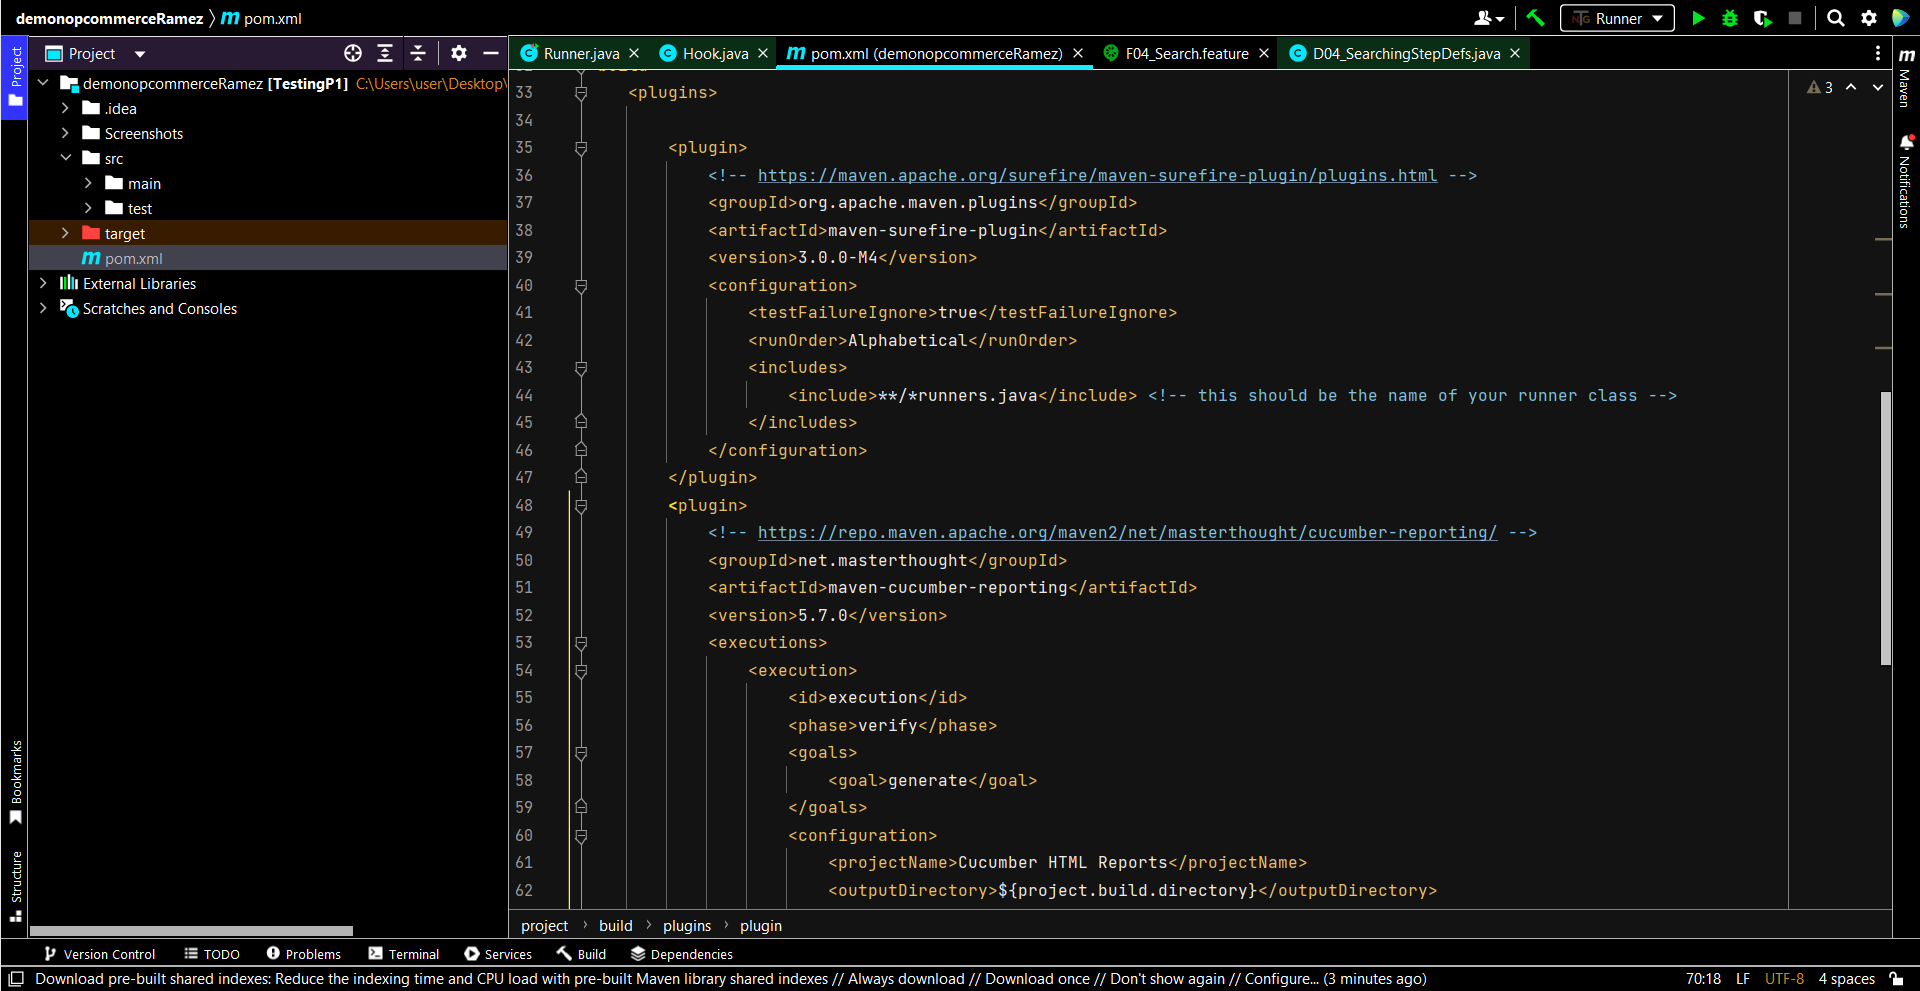 demonopcommerceRamez pom.xml
Runner
Project
Runner.java Hook.java pom.xml (demonopcommerceRamez) F04_Search.feature D04_SearchingStepDefs.java
Project
demonopcommerceRamez [TestingP1] C:\Users\user\Desktop\
.idea
Screenshots
src
main
test
target
pom.xml
External Libraries
Scratches and Consoles
Bookmarks
Structure
3
33 <plugins>
34
35 <plugin>
36 <!-- https://maven.apache.org/surefire/maven-surefire-plugin/plugins.html -->
37 <groupId>org.apache.maven.plugins</groupId>
38 <artifactId>maven-surefire-plugin</artifactId>
39 <version>3.0.0-M4</version>
40 <configuration>
41 <testFailureIgnore>true</testFailureIgnore>
42 <runOrder>Alphabetical</runOrder>
43 <includes>
44 <include>**/*runners.java</include> <!-- this should be the name of your runner class -->
45 </includes>
46 </configuration>
47 </plugin>
48 <plugin>
49 <!-- https://repo.maven.apache.org/maven2/net/masterthought/cucumber-reporting/ -->
50 <groupId>net.masterthought</groupId>
51 <artifactId>maven-cucumber-reporting</artifactId>
52 <version>5.7.0</version>
53 <executions>
54 <execution>
55 <id>execution</id>
56 <phase>verify</phase>
57 <goals>
58 <goal>generate</goal>
59 </goals>
60 <configuration>
61 <projectName>Cucumber HTML Reports</projectName>
62 <outputDirectory>${project.build.directory}</outputDirectory>
Maven
Notifications
project build plugins plugin
Version Control TODO Problems Terminal Services Build Dependencies
Download pre-built shared indexes: Reduce the indexing time and CPU load with pre-built Maven library shared indexes // Always download // Download once // Don't show again // Configure... (3 minutes ago) 70:18 LF UTF-8 4 spaces